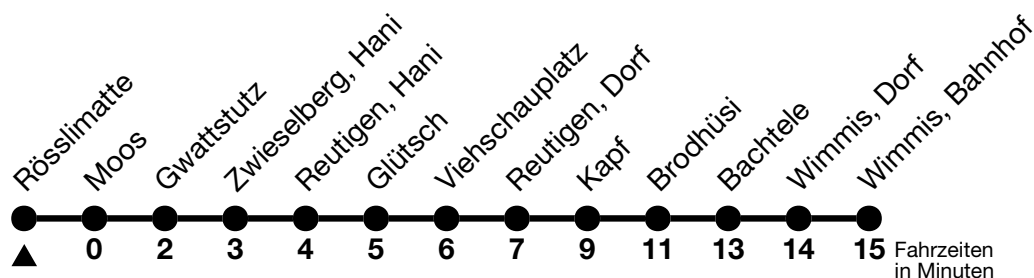 Rösslimatte
Moos
Gwattstutz
Zwieselberg, Hani
Reutigen, Hani
Glütsch
Viehschauplatz
Reutigen, Dorf
Kapf
Brodhüsi
Bachtele
Wimmis, Dorf
Wimmis, Bahnhof
0 2 3 4 5 6 7 9 11 13 14 15 Fahrzeiten
in Minuten